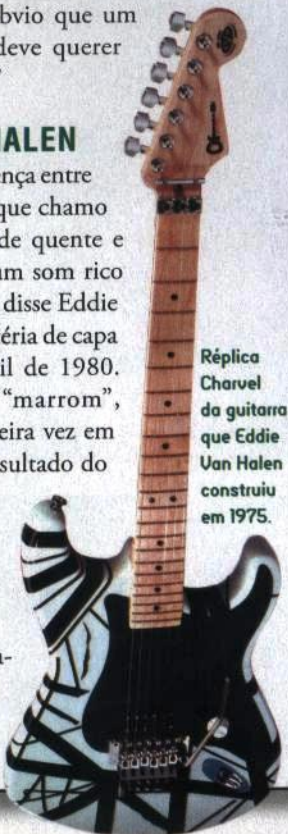 bvio que um
deve querer
HALEN
ença entre
que chamo
de quente e
um som rico
disse Eddie
téria de capa
il de 1980.
"marrom",
eira vez em
sultado do
Réplica
Charvel
da guitarra
que Eddie
Van Halen
construiu
em 1975.